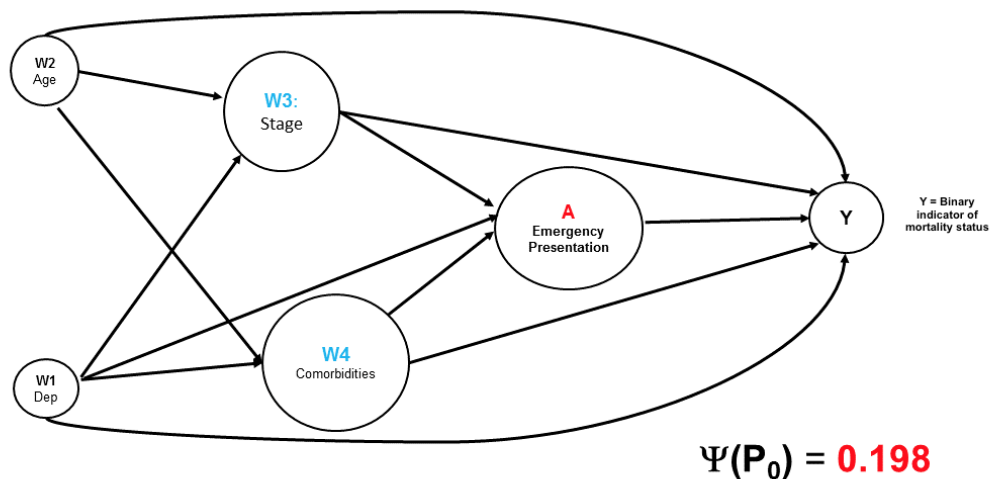 W2
Age
W3:
Stage
A
Emergency
Presentation
Y
Y = Binary
indicator of
mortality status
W4
Comorbidities
W1
Dep
Ψ(P₀) = 0.198